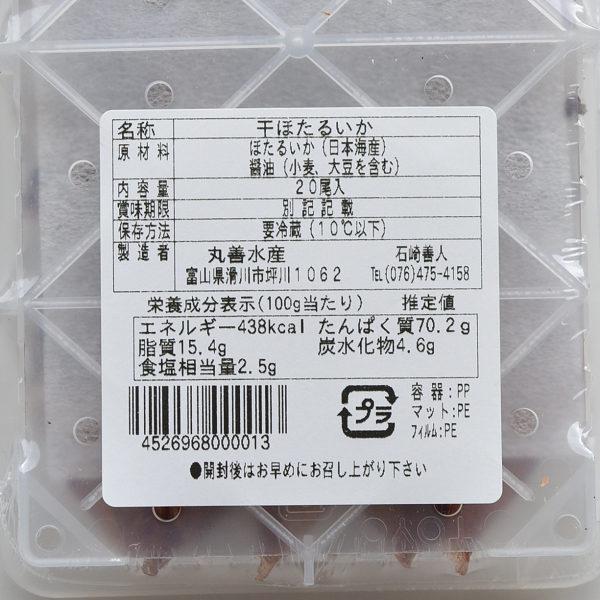 名称 干ほたるいか
原材料 ほたるいか（日本海産）
醤油（小麦、大豆を含む）
内容量 20尾入
賞味期限 別記記載
保存方法 要冷蔵（10℃以下）
製造者 丸善水産 石崎善人
富山県滑川市坪川1062 TEL(076)475-4158
栄養成分表示(100g当たり) 推定値
エネルギー438kcal たんぱく質70.2g
脂質15.4g 炭水化物4.6g
食塩相当量2.5g
プラ
容器:PP
マット:PE
フィルム:PE
4526968000013
●開封後はお早めにお召し上がり下さい